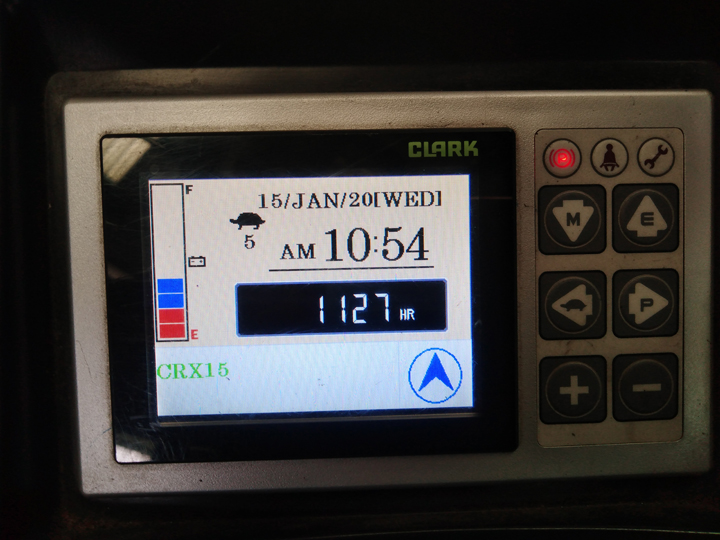 CLARK
F
15/JAN/20[WED]
5
AM 10:54
1127 HR
E
CRX15
M
E
P
+
−